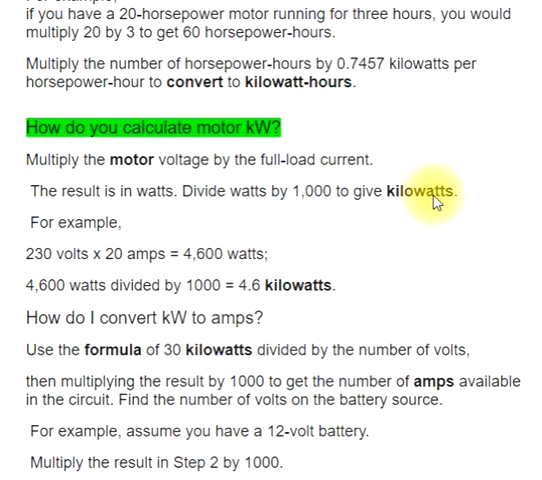 if you have a 20-horsepower motor running for three hours, you would
multiply 20 by 3 to get 60 horsepower-hours.
Multiply the number of horsepower-hours by 0.7457 kilowatts per
horsepower-hour to convert to kilowatt-hours.
How do you calculate motor kW?
Multiply the motor voltage by the full-load current.
The result is in watts. Divide watts by 1,000 to give kilowatts.
For example,
230 volts x 20 amps = 4,600 watts;
4,600 watts divided by 1000 = 4.6 kilowatts.
How do I convert kW to amps?
Use the formula of 30 kilowatts divided by the number of volts,
then multiplying the result by 1000 to get the number of amps available
in the circuit. Find the number of volts on the battery source.
For example, assume you have a 12-volt battery.
Multiply the result in Step 2 by 1000.